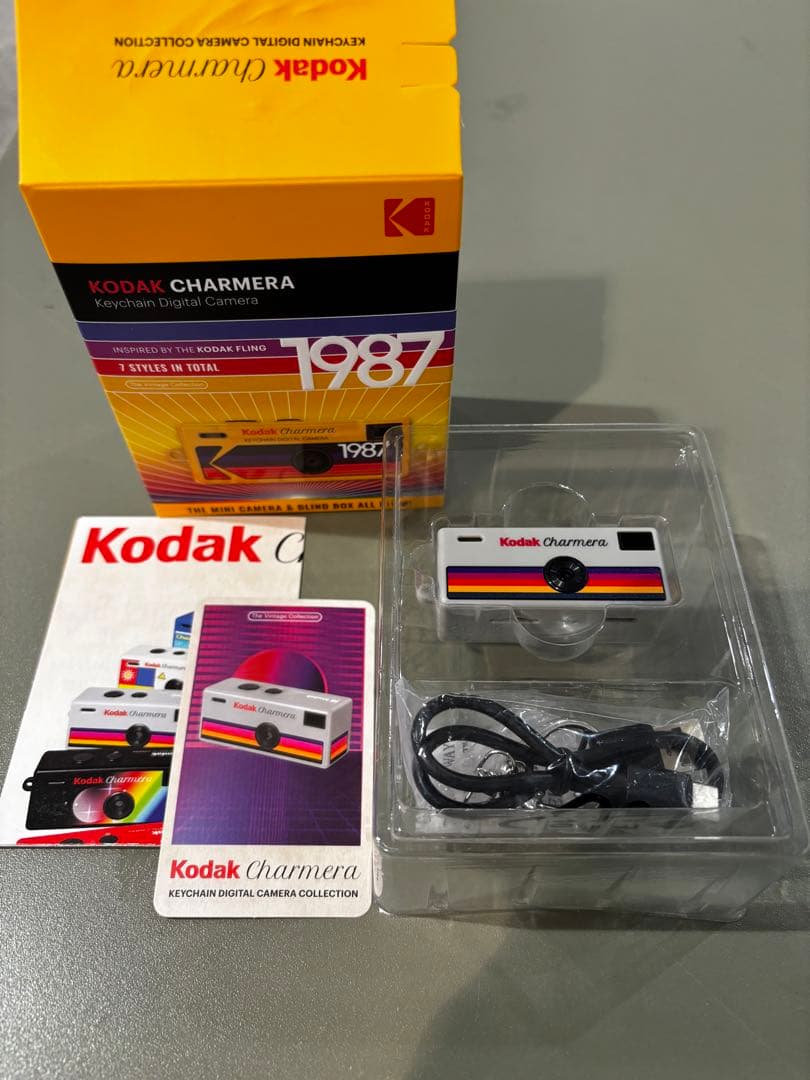 Kodak Charmera
KEYCHAIN DIGITAL CAMERA COLLECTION
KODAK
KODAK CHARMERA
Keychain Digital Camera
INSPIRED BY THE KODAK FLING
1987
7 STYLES IN TOTAL
The Vintage Collection
Kodak Charmera
KEYCHAIN DIGITAL CAMERA
1987
THE MINI CAMERA & BLIND BOX ALL
Kodak Charmera
Kodak C
Kodak
Kodak Charmera
Kodak Charmera
The Vintage Collection
Kodak Charmera
Kodak Charmera
KEYCHAIN DIGITAL CAMERA COLLECTION